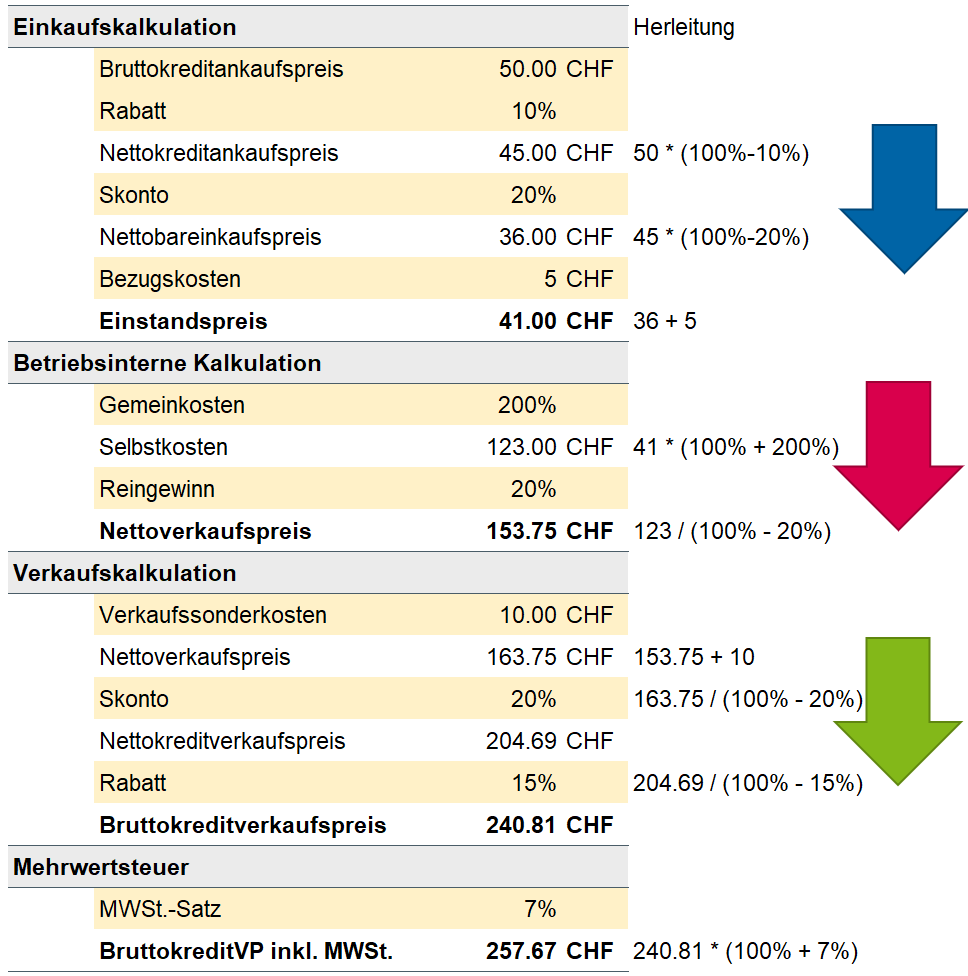 Einkaufskalkulation Herleitung
Bruttokreditankaufspreis 50.00 CHF
Rabatt 10%
Nettokreditankaufspreis 45.00 CHF 50 * (100%-10%)
Skonto 20%
Nettobareinkaufspreis 36.00 CHF 45 * (100%-20%)
Bezugskosten 5 CHF
Einstandspreis 41.00 CHF 36 + 5
Betriebsinterne Kalkulation
Gemeinkosten 200%
Selbstkosten 123.00 CHF 41 * (100% + 200%)
Reingewinn 20%
Nettoverkaufspreis 153.75 CHF 123 / (100% - 20%)
Verkaufskalkulation
Verkaufssonderkosten 10.00 CHF
Nettoverkaufspreis 163.75 CHF 153.75 + 10
Skonto 20% 163.75 / (100% - 20%)
Nettokreditverkaufspreis 204.69 CHF
Rabatt 15% 204.69 / (100% - 15%)
Bruttokreditverkaufspreis 240.81 CHF
Mehrwertsteuer
MWSt.-Satz 7%
BruttokreditVP inkl. MWSt. 257.67 CHF 240.81 * (100% + 7%)